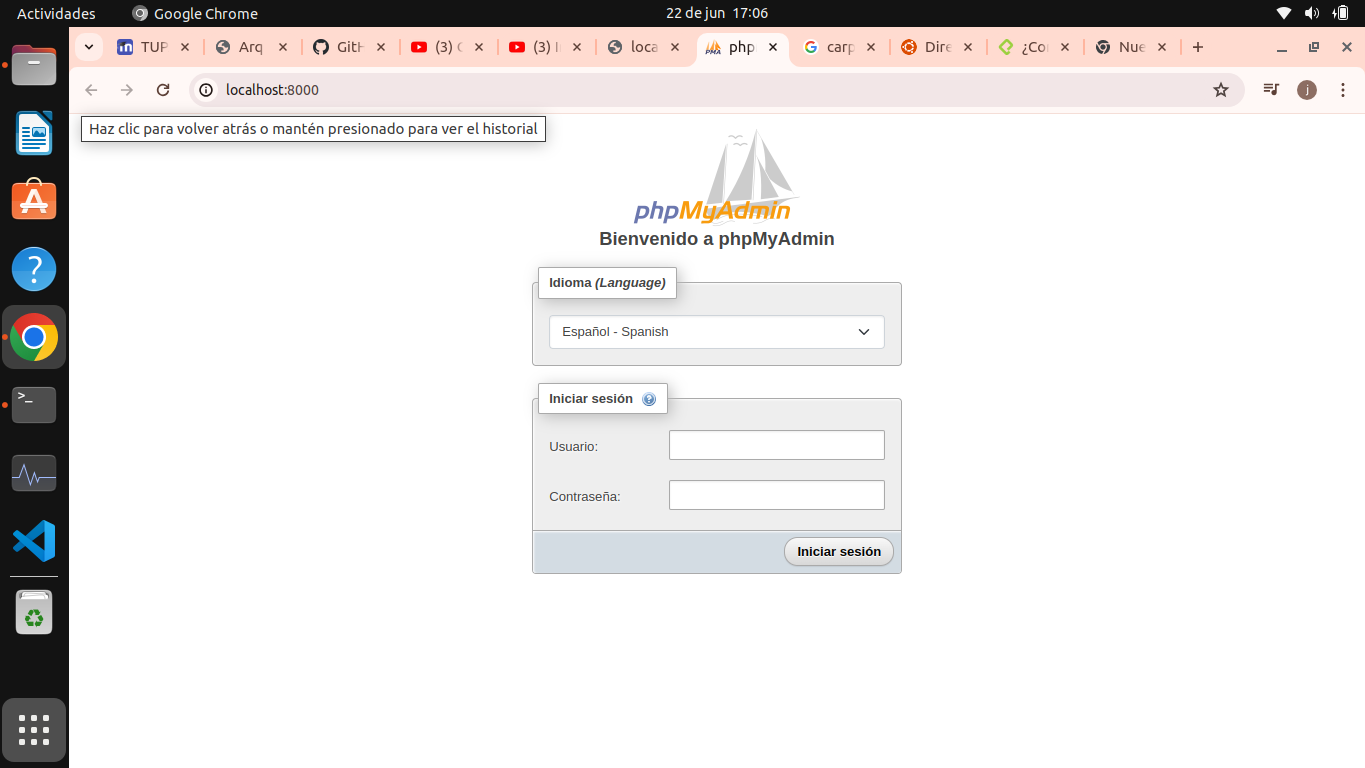 Actividades Google Chrome 22 de jun 17:06
TUP Arq GitH (3) C (3) I loca php carp Dire ¿Co Nue
localhost:8000 j
Haz clic para volver atrás o mantén presionado para ver el historial
phpMyAdmin
Bienvenido a phpMyAdmin
Idioma (Language)
Español - Spanish
Iniciar sesión
Usuario:
Contraseña:
Iniciar sesión